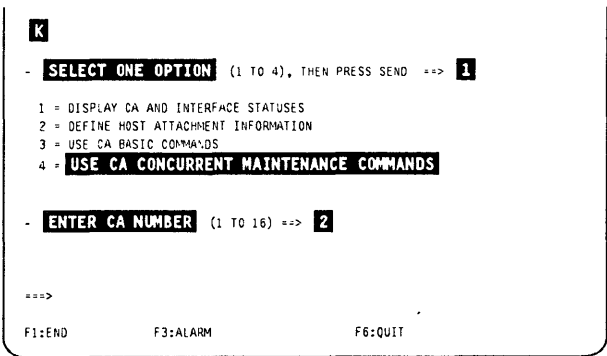 K
- SELECT ONE OPTION (1 TO 4), THEN PRESS SEND ==> 1
1 = DISPLAY CA AND INTERFACE STATUSES
2 = DEFINE HOST ATTACHMENT INFORMATION
3 = USE CA BASIC COMMANDS
4 = USE CA CONCURRENT MAINTENANCE COMMANDS
- ENTER CA NUMBER (1 TO 16) ==> 2
===>
F1:END F3:ALARM F6:QUIT